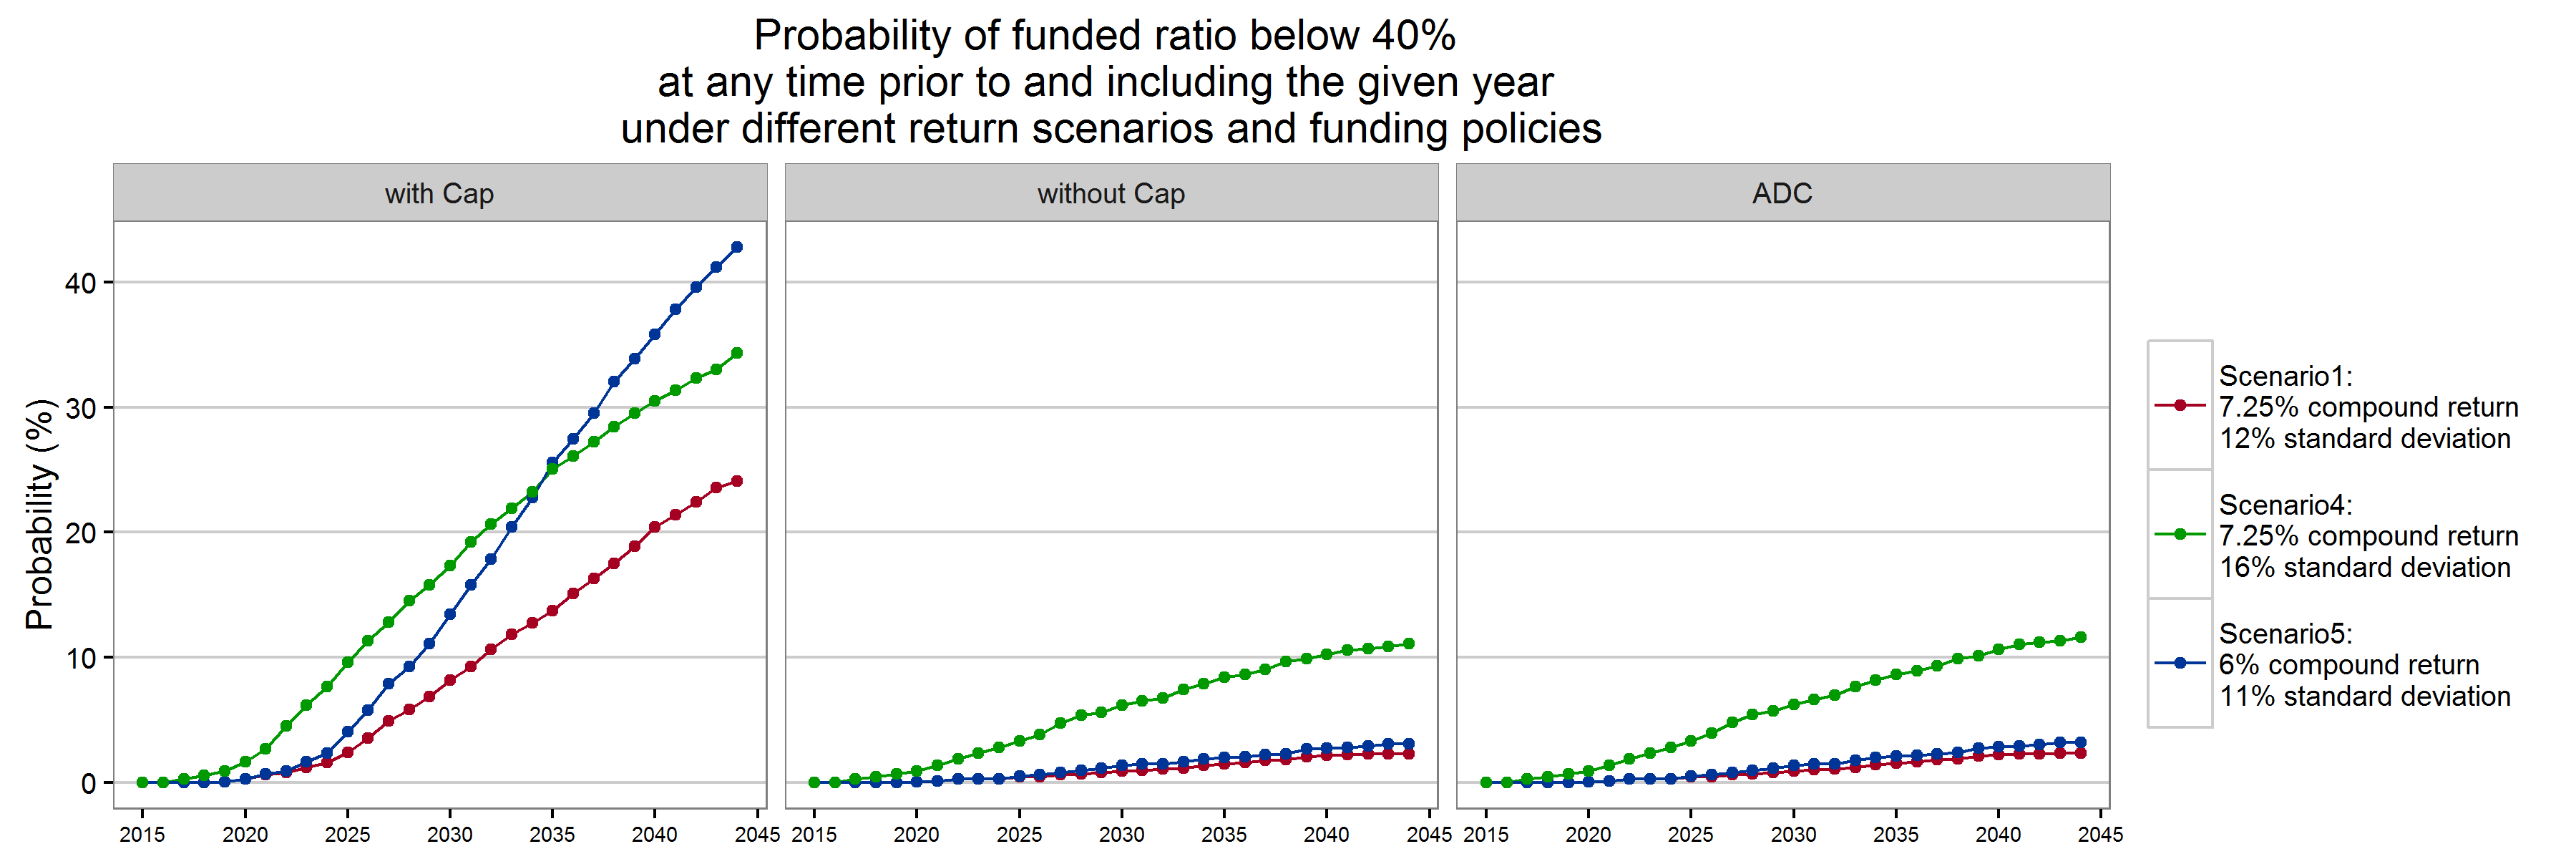 Probability of funded ratio below 40%
at any time prior to and including the given year
under different return scenarios and funding policies
with Cap
without Cap
ADC
Probability (%)
40
30
20
10
0
2015 2020 2025 2030 2035 2040 2045
2015 2020 2025 2030 2035 2040 2045
2015 2020 2025 2030 2035 2040 2045
Scenario1:
7.25% compound return
12% standard deviation
Scenario4:
7.25% compound return
16% standard deviation
Scenario5:
6% compound return
11% standard deviation